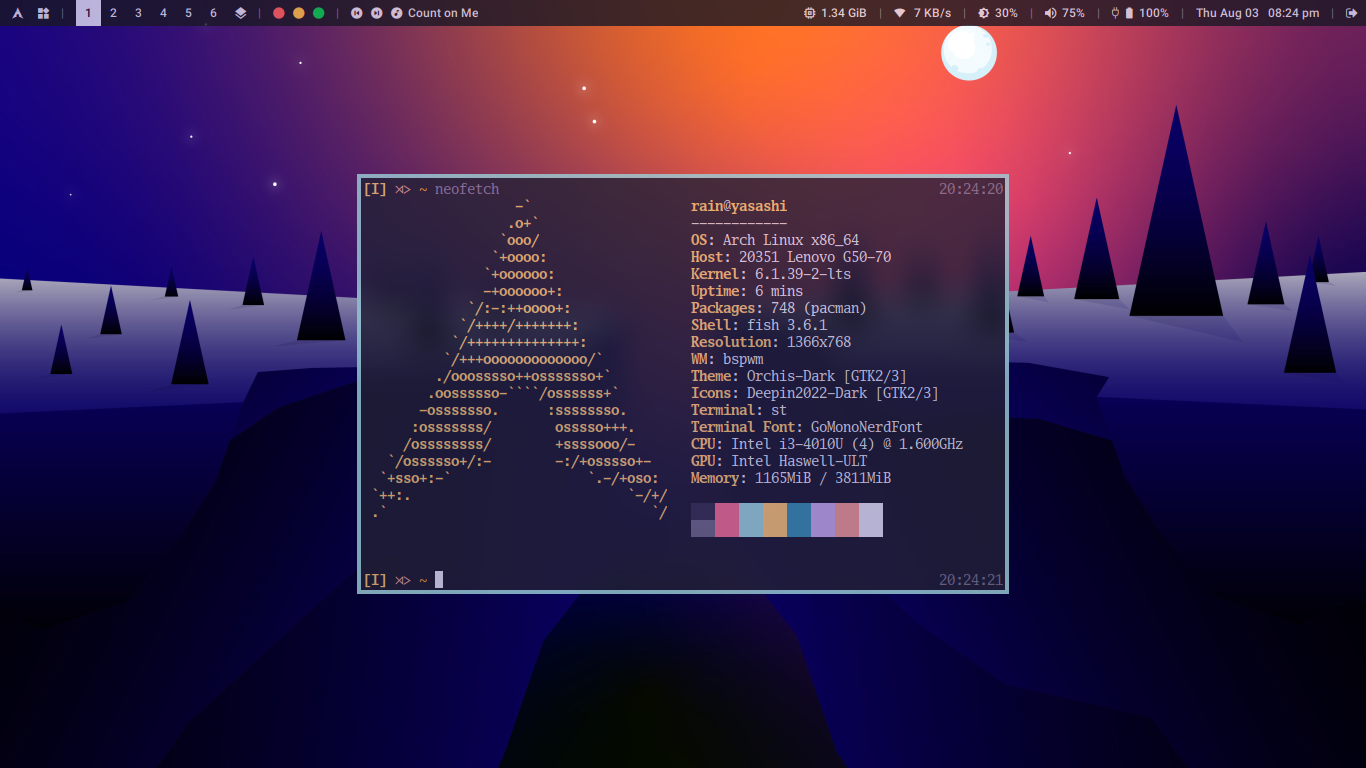 1 2 3 4 5 6 Count on Me 1.34 GiB 7 KB/s 30% 75% 100% Thu Aug 03 08:24 pm
[I] ⋊> ~ neofetch 20:24:20
-` rain@yasashi
.o+` ------------
`ooo/ OS: Arch Linux x86_64
`+oooo: Host: 20351 Lenovo G50-70
`+oooooo: Kernel: 6.1.39-2-lts
-+oooooo+: Uptime: 6 mins
`/:-:++oooo+: Packages: 748 (pacman)
`/++++/+++++++: Shell: fish 3.6.1
`/++++++++++++++: Resolution: 1366x768
`/+++ooooooooooooo/` WM: bspwm
./ooosssso++osssssso+` Theme: Orchis-Dark [GTK2/3]
.oossssso-````/ossssss+` Icons: Deepin2022-Dark [GTK2/3]
-osssssso. :ssssssso. Terminal: st
:osssssss/ osssso+++. Terminal Font: GoMonoNerdFont
/ossssssss/ +ssssooo/- CPU: Intel i3-4010U (4) @ 1.600GHz
`/ossssso+/:- -:/+osssso+- GPU: Intel Haswell-ULT
`+sso+:-` `.-/+oso: Memory: 1165MiB / 3811MiB
`++:. `-/+/
.` `/
[I] ⋊> ~ 20:24:21